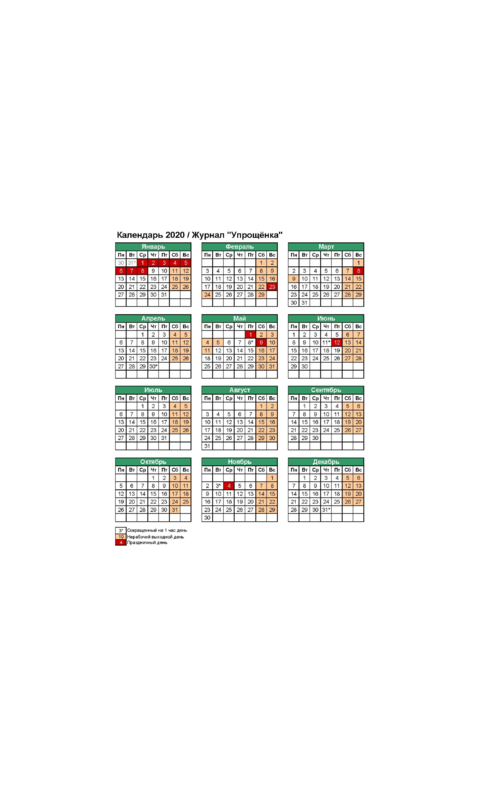 Календарь 2020 / Журнал "Упрощёнка"
Январь Февраль Март
Пн Вт Ср Чт Пт Сб Вс Пн Вт Ср Чт Пт Сб Вс Пн Вт Ср Чт Пт Сб Вс
30 31* 1 2 3 4 5 1 2 1
6 7 8 9 10 11 12 3 4 5 6 7 8 9 2 3 4 5 6 7 8
13 14 15 16 17 18 19 10 11 12 13 14 15 16 9 10 11 12 13 14 15
20 21 22 23 24 25 26 17 18 19 20 21 22 23 16 17 18 19 20 21 22
27 28 29 30 31 24 25 26 27 28 29 23 24 25 26 27 28 29
30 31
Апрель Май Июнь
Пн Вт Ср Чт Пт Сб Вс Пн Вт Ср Чт Пт Сб Вс Пн Вт Ср Чт Пт Сб Вс
1 2 3 4 5 1 2 3 1 2 3 4 5 6 7
6 7 8 9 10 11 12 4 5 6 7 8* 9 10 8 9 10 11* 12 13 14
13 14 15 16 17 18 19 11 12 13 14 15 16 17 15 16 17 18 19 20 21
20 21 22 23 24 25 26 18 19 20 21 22 23 24 22 23 24 25 26 27 28
27 28 29 30* 25 26 27 28 29 30 31 29 30
Июль Август Сентябрь
Пн Вт Ср Чт Пт Сб Вс Пн Вт Ср Чт Пт Сб Вс Пн Вт Ср Чт Пт Сб Вс
1 2 3 4 5 1 2 1 2 3 4 5 6
6 7 8 9 10 11 12 3 4 5 6 7 8 9 7 8 9 10 11 12 13
13 14 15 16 17 18 19 10 11 12 13 14 15 16 14 15 16 17 18 19 20
20 21 22 23 24 25 26 17 18 19 20 21 22 23 21 22 23 24 25 26 27
27 28 29 30 31 24 25 26 27 28 29 30 28 29 30
31
Октябрь Ноябрь Декабрь
Пн Вт Ср Чт Пт Сб Вс Пн Вт Ср Чт Пт Сб Вс Пн Вт Ср Чт Пт Сб Вс
1 2 3 4 1 1 2 3 4 5 6
5 6 7 8 9 10 11 2 3* 4 5 6 7 8 7 8 9 10 11 12 13
12 13 14 15 16 17 18 9 10 11 12 13 14 15 14 15 16 17 18 19 20
19 20 21 22 23 24 25 16 17 18 19 20 21 22 21 22 23 24 25 26 27
26 27 28 29 30 31 23 24 25 26 27 28 29 28 29 30 31*
30
3* Сокращенный на 1 час день
10 Нерабочий выходной день
4 Праздничный день